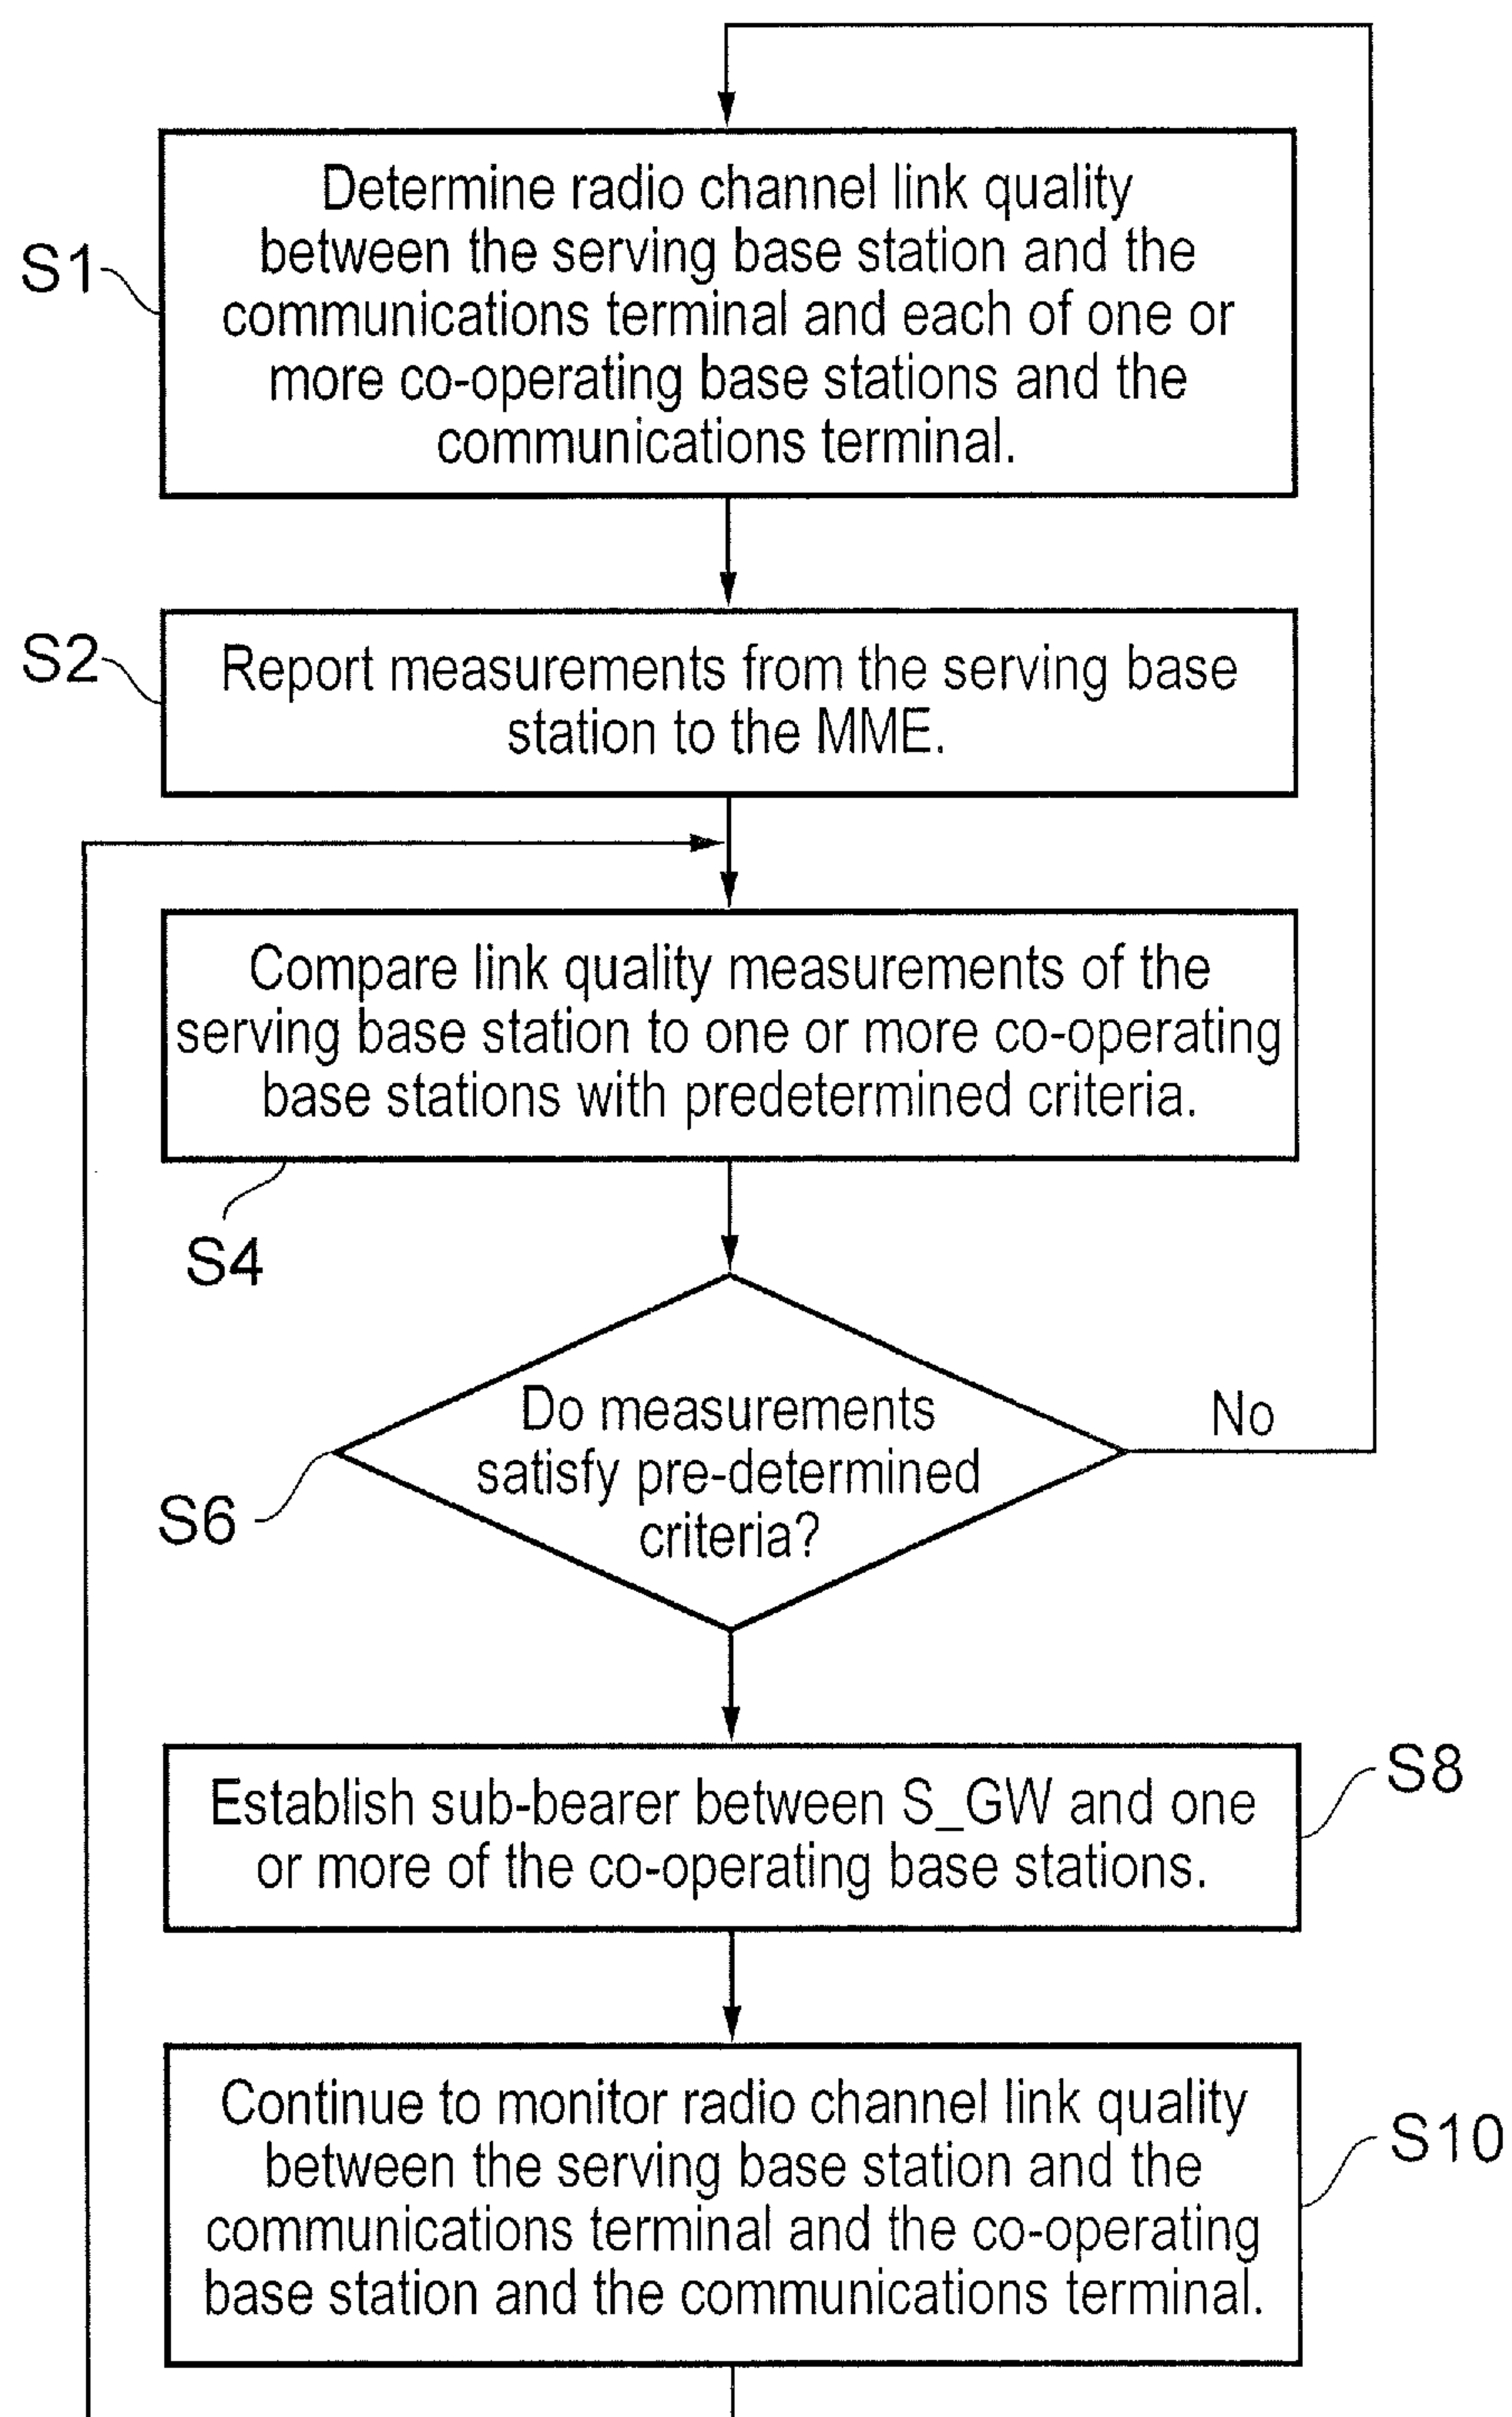 S1
Determine radio channel link quality
between the serving base station and the
communications terminal and each of one or
more co-operating base stations and the
communications terminal.
S2
Report measurements from the serving base
station to the MME.
Compare link quality measurements of the
serving base station to one or more co-operating
base stations with predetermined criteria.
S4
Do measurements
satisfy pre-determined
criteria?
No
S6
Establish sub-bearer between S_GW and one
or more of the co-operating base stations.
S8
Continue to monitor radio channel link quality
between the serving base station and the
communications terminal and the co-operating
base station and the communications terminal.
S10